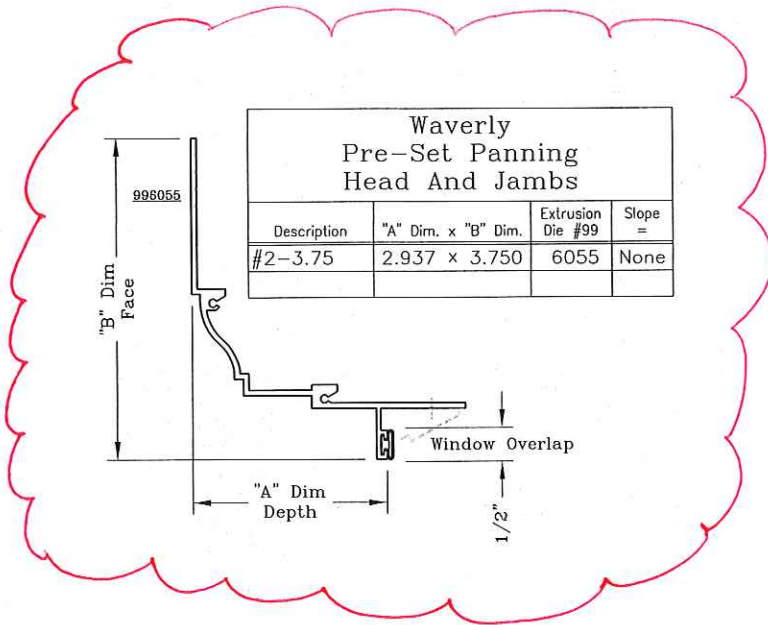 Waverly
Pre-Set Panning
Head And Jambs
Description "A" Dim. x "B" Dim. Extrusion Die #99 Slope =
#2-3.75 2.937 x 3.750 6055 None
996055
"B" Dim
Face
Window Overlap
"A" Dim
Depth
1/2"